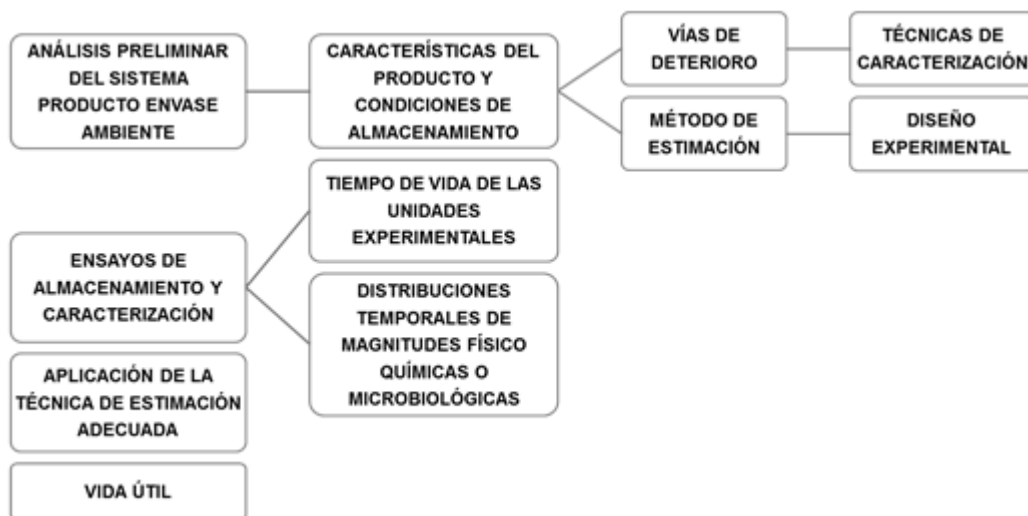 ANÁLISIS PRELIMINAR
DEL SISTEMA
PRODUCTO ENVASE
AMBIENTE
CARACTERÍSTICAS DEL
PRODUCTO Y
CONDICIONES DE
ALMACENAMIENTO
VÍAS DE
DETERIORO
TÉCNICAS DE
CARACTERIZACIÓN
MÉTODO DE
ESTIMACIÓN
DISEÑO
EXPERIMENTAL
ENSAYOS DE
ALMACENAMIENTO Y
CARACTERIZACIÓN
TIEMPO DE VIDA DE LAS
UNIDADES
EXPERIMENTALES
DISTRIBUCIONES
TEMPORALES DE
MAGNITUDES FÍSICO
QUÍMICAS O
MICROBIOLÓGICAS
APLICACIÓN DE LA
TÉCNICA DE ESTIMACIÓN
ADECUADA
VIDA ÚTIL